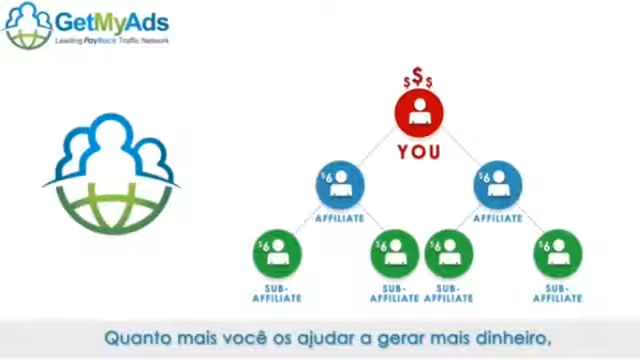 GetMyAds
Leading PayBack Traffic Network
$$$
YOU
$6
$6
AFFILIATE
AFFILIATE
$6
$6
$6
$6
SUB-
AFFILIATE
SUB-
AFFILIATE
SUB-
AFFILIATE
SUB-
AFFILIATE
Quanto mais você os ajudar a gerar mais dinheiro,